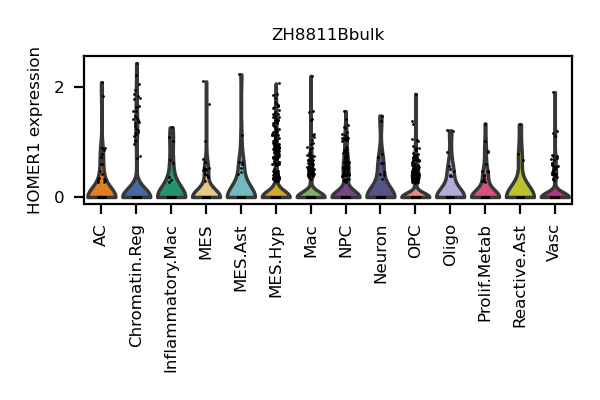 ZH8811Bbulk
HOMER1 expression
2
0
AC
Chromatin.Reg
Inflammatory.Mac
MES
MES.Ast
MES.Hyp
Mac
NPC
Neuron
OPC
Oligo
Prolif.Metab
Reactive.Ast
Vasc